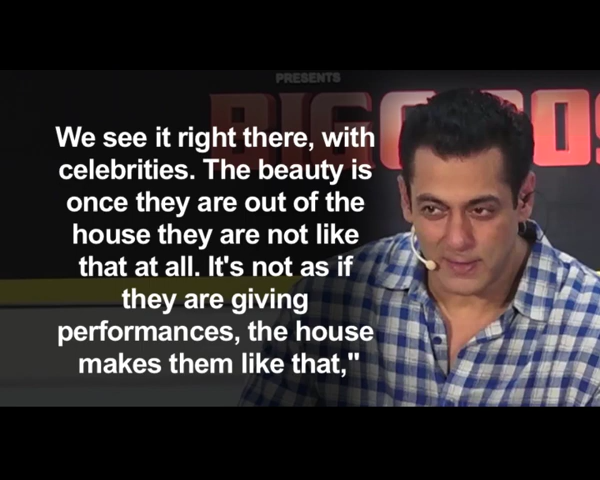 PRESENTS
BIGG BOSS
We see it right there, with
celebrities. The beauty is
once they are out of the
house they are not like
that at all. It's not as if
they are giving
performances, the house
makes them like that,"